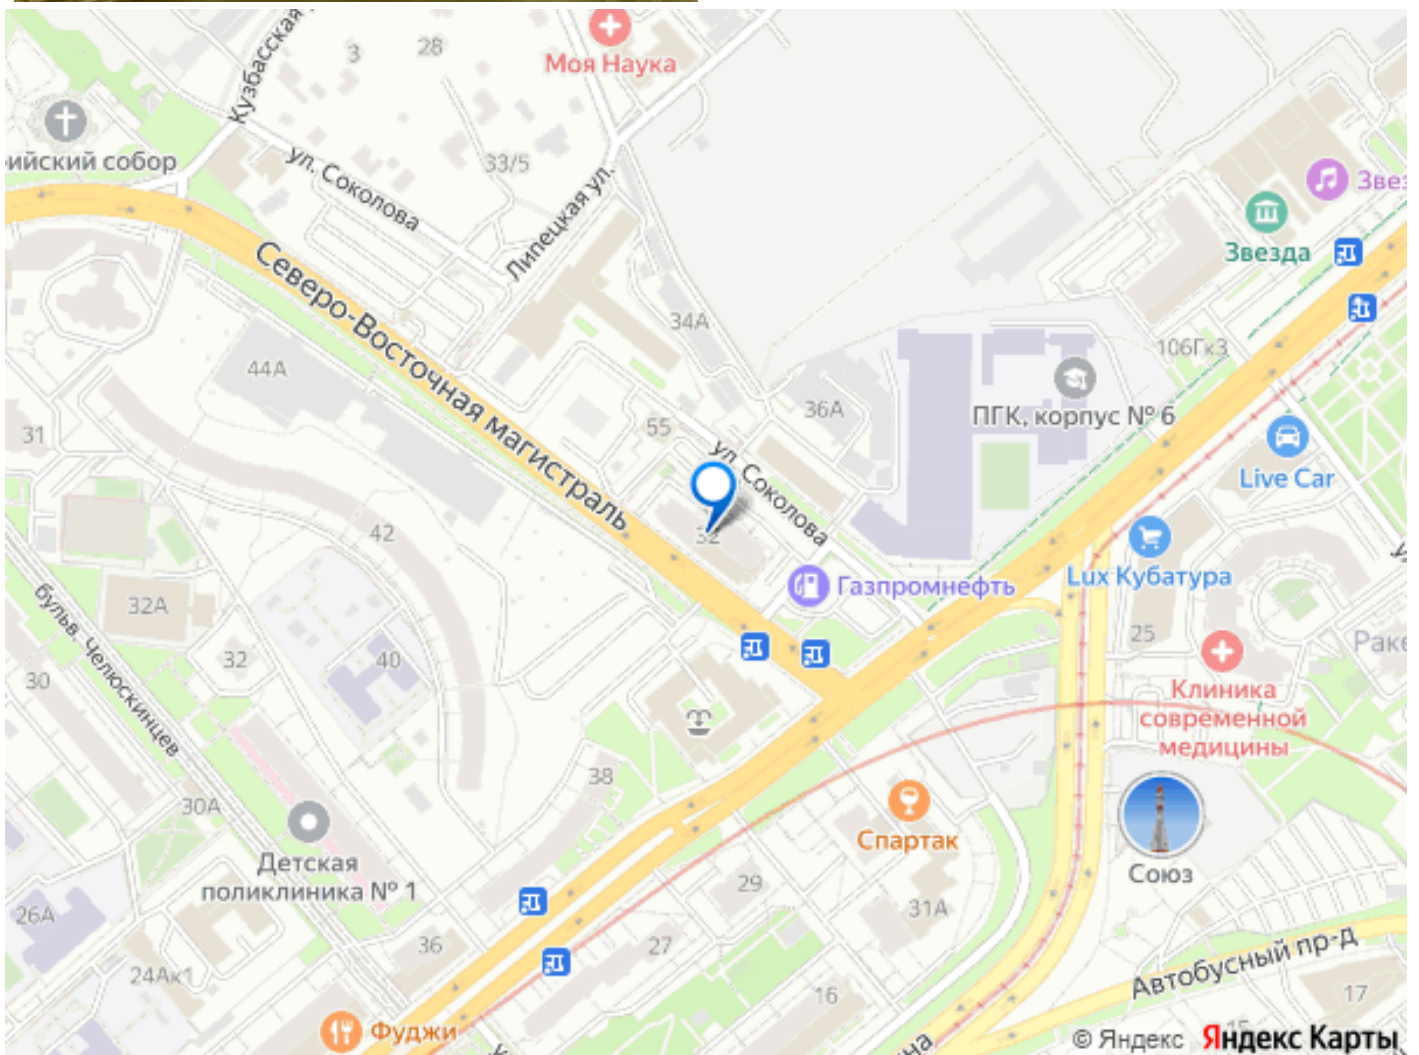 Кузбасская
3
28
Моя Наука
ийский собор
ул. Соколова
33/5
Липецкая ул.
Звез
Звезда
Северо-Восточная магистраль
34А
106Гк3
44А
36А
ПГК, корпус № 6
31
55
ул. Соколова
Live Car
42
32
Газпромнефть
Lux Кубатура
32А
бульв. Челюскинцев
32
40
25
Раке
30
Клиника
современной
медицины
38
30А
Спартак
Союз
Детская
поликлиника № 1
29
26А
31А
36
27
24Ак1
Автобусный пр-д
16
17
Фуджи
на
15
© Яндекс Яндекс Карты